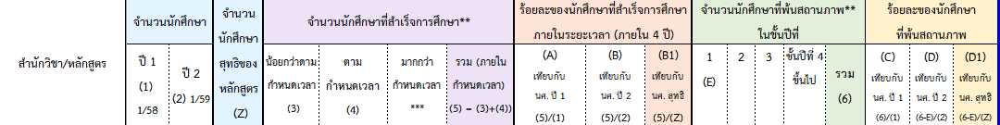 สำนักวิชา/หลักสูตร
จำนวนนักศึกษา
ปี 1
(1)
1/58
ปี 2
(2) 1/59
จำนวน
นักศึกษา
สุทธิของ
หลักสูตร
(Z)
จำนวนนักศึกษาที่สำเร็จการศึกษา**
น้อยกว่าตาม
กำหนดเวลา
(3)
ตาม
กำหนดเวลา
(4)
มากกว่า
กำหนดเวลา
***
รวม (ภายใน
กำหนดเวลา)
(5) = (3)+(4))
ร้อยละของนักศึกษาที่สำเร็จการศึกษา
ภายในระยะเวลา (ภายใน 4 ปี)
(A)
เทียบกับ
นศ. ปี 1
(5)/(1)
(B)
เทียบกับ
นศ. ปี 2
(5)/(2)
(B1)
เทียบกับ
นศ. สุทธิ
(5)/(Z)
จำนวนนักศึกษาที่พ้นสถานภาพ**
ในชั้นปีที่
1
(E)
2
3
ชั้นปีที่ 4
ขึ้นไป
รวม
(6)
ร้อยละของนักศึกษา
ที่พ้นสถานภาพ
(C)
เทียบกับ
นศ. ปี 1
(6)/(1)
(D)
เทียบกับ
นศ. ปี 2
(6-E)/(2)
(D1)
เทียบกับ
นศ. สุทธิ
(6-E)/(Z)